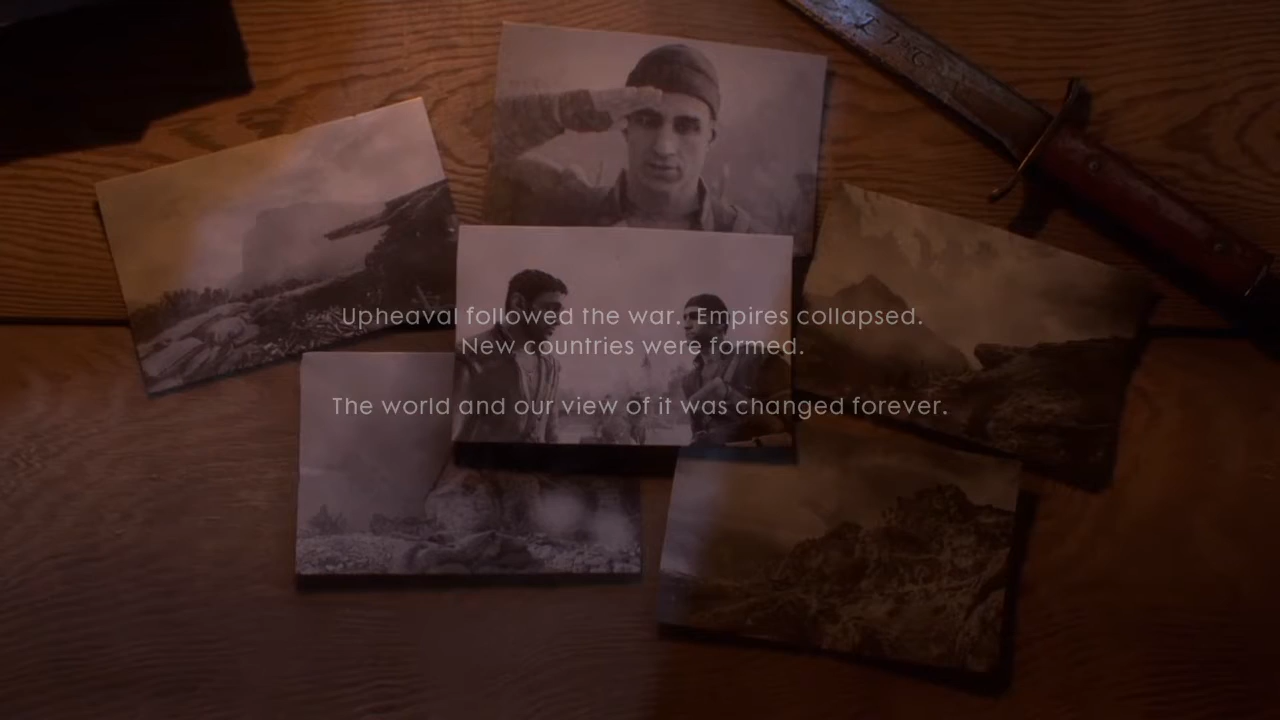 Upheaval followed the war. Empires collapsed.
New countries were formed.
The world and our view of it was changed forever.